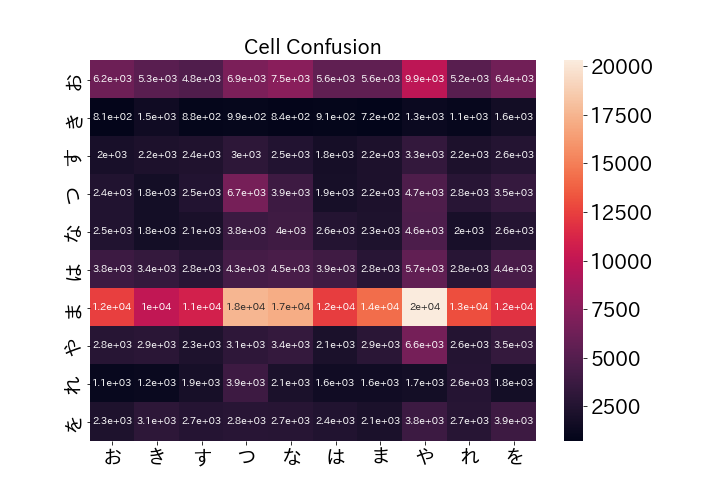 Cell Confusion
お 6.2e+03 5.3e+03 4.8e+03 6.9e+03 7.5e+03 5.6e+03 5.6e+03 9.9e+03 5.2e+03 6.4e+03
き 8.1e+02 1.5e+03 8.8e+02 9.9e+02 8.4e+02 9.1e+02 7.2e+02 1.3e+03 1.1e+03 1.6e+03
す 2e+03 2.2e+03 2.4e+03 3e+03 2.5e+03 1.8e+03 2.2e+03 3.3e+03 2.2e+03 2.6e+03
つ 2.4e+03 1.8e+03 2.5e+03 6.7e+03 3.9e+03 1.9e+03 2.2e+03 4.7e+03 2.8e+03 3.5e+03
な 2.5e+03 1.8e+03 2.1e+03 3.8e+03 4e+03 2.6e+03 2.3e+03 4.6e+03 2e+03 2.6e+03
は 3.8e+03 3.4e+03 2.8e+03 4.3e+03 4.5e+03 3.9e+03 2.8e+03 5.7e+03 2.8e+03 4.4e+03
ま 1.2e+04 1e+04 1.1e+04 1.8e+04 1.7e+04 1.2e+04 1.4e+04 2e+04 1.3e+04 1.2e+04
や 2.8e+03 2.9e+03 2.3e+03 3.1e+03 3.4e+03 2.1e+03 2.9e+03 6.6e+03 2.6e+03 3.5e+03
れ 1.1e+03 1.2e+03 1.9e+03 3.9e+03 2.1e+03 1.6e+03 1.6e+03 1.7e+03 2.6e+03 1.8e+03
を 2.3e+03 3.1e+03 2.7e+03 2.8e+03 2.7e+03 2.4e+03 2.1e+03 3.8e+03 2.7e+03 3.9e+03
お き す つ な は ま や れ を
20000
17500
15000
12500
10000
7500
5000
2500